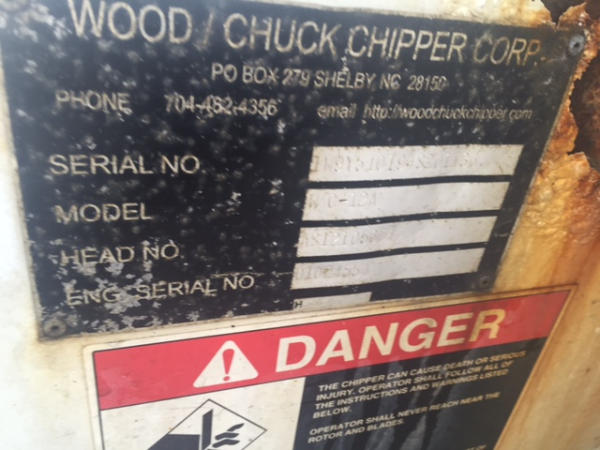 WOOD / CHUCK CHIPPER CORP.
PO BOX 279 SHELBY NC 28150
PHONE 704-482-4356 email http://woodchuckchipper.com
SERIAL NO
MODEL W/C-12A
HEAD NO.
ENG. SERIAL NO
H
DANGER
THE CHIPPER CAN CAUSE DEATH OR SERIOUS
INJURY. OPERATOR SHALL FOLLOW ALL OF
THE INSTRUCTIONS AND WARNINGS LISTED
BELOW.
OPERATOR SHALL NEVER REACH NEAR THE
ROTOR AND BLADES.